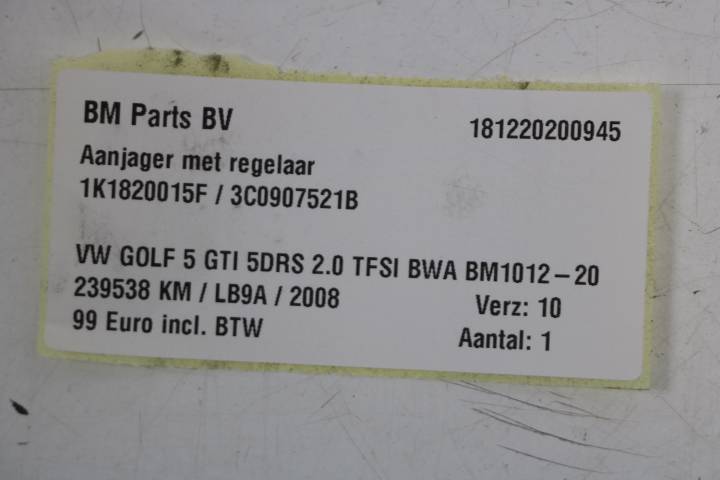 BM Parts BV 181220200945
Aanjager met regelaar
1K1820015F / 3C0907521B
VW GOLF 5 GTI 5DRS 2.0 TFSI BWA BM1012-20
239538 KM / LB9A / 2008 Verz: 10
99 Euro incl. BTW Aantal: 1